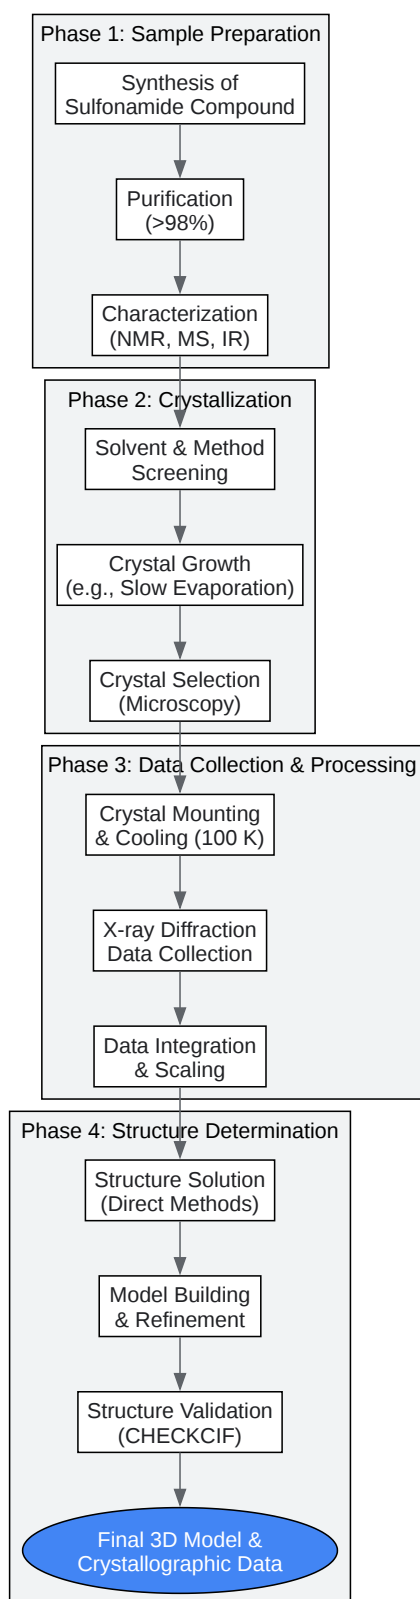 Phase 1: Sample Preparation
Synthesis of
Sulfonamide Compound
Purification
(>98%)
Characterization
(NMR, MS, IR)
Phase 2: Crystallization
Solvent & Method
Screening
Crystal Growth
(e.g., Slow Evaporation)
Crystal Selection
(Microscopy)
Phase 3: Data Collection & Processing
Crystal Mounting
& Cooling (100 K)
X-ray Diffraction
Data Collection
Data Integration
& Scaling
Phase 4: Structure Determination
Structure Solution
(Direct Methods)
Model Building
& Refinement
Structure Validation
(CHECKCIF)
Final 3D Model &
Crystallographic Data